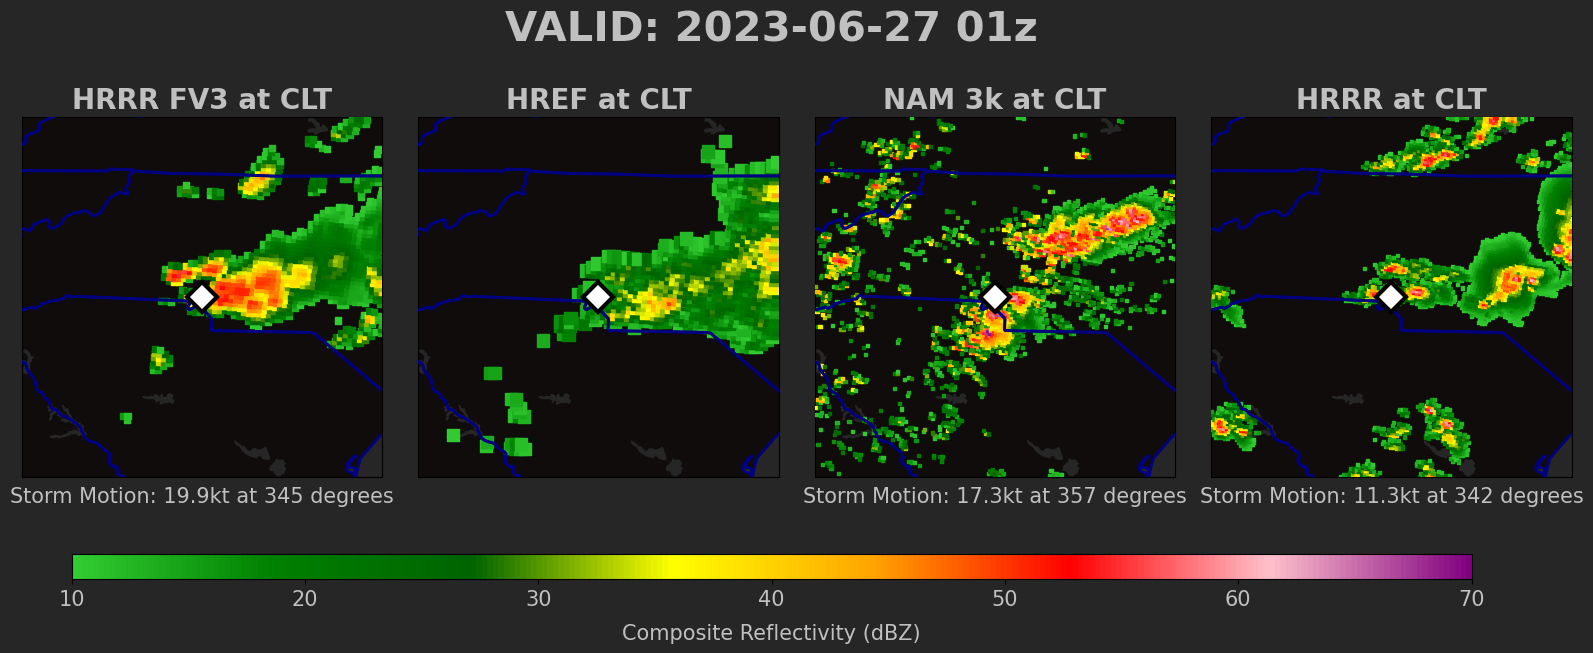 VALID: 2023-06-27 01z
HRRR FV3 at CLT
HREF at CLT
NAM 3k at CLT
HRRR at CLT
Storm Motion: 19.9kt at 345 degrees
Storm Motion: 17.3kt at 357 degrees
Storm Motion: 11.3kt at 342 degrees
10 20 30 40 50 60 70
Composite Reflectivity (dBZ)